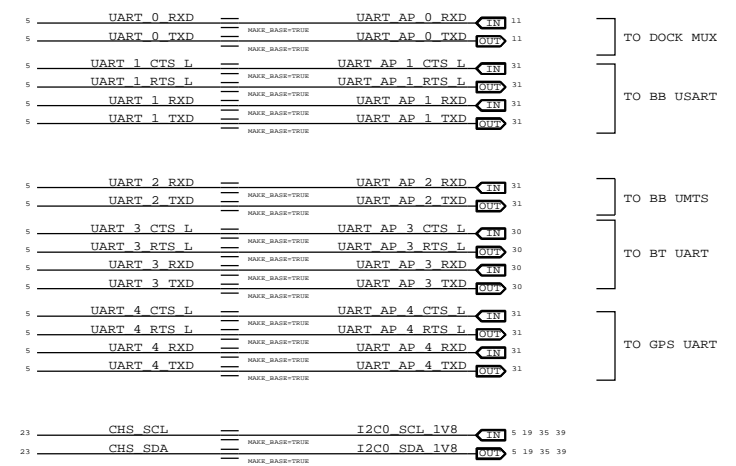 5 UART_0_RXD UART_AP_0_RXD IN 11
MAKE_BASE=TRUE
5 UART_0_TXD UART_AP_0_TXD OUT 11
MAKE_BASE=TRUE
TO DOCK MUX
5 UART_1_CTS_L UART_AP_1_CTS_L IN 31
MAKE_BASE=TRUE
5 UART_1_RTS_L UART_AP_1_RTS_L OUT 31
MAKE_BASE=TRUE
5 UART_1_RXD UART_AP_1_RXD IN 31
MAKE_BASE=TRUE
5 UART_1_TXD UART_AP_1_TXD OUT 31
MAKE_BASE=TRUE
TO BB USART
5 UART_2_RXD UART_AP_2_RXD IN 31
MAKE_BASE=TRUE
5 UART_2_TXD UART_AP_2_TXD OUT 31
MAKE_BASE=TRUE
TO BB UMTS
5 UART_3_CTS_L UART_AP_3_CTS_L IN 30
MAKE_BASE=TRUE
5 UART_3_RTS_L UART_AP_3_RTS_L OUT 30
MAKE_BASE=TRUE
5 UART_3_RXD UART_AP_3_RXD IN 30
MAKE_BASE=TRUE
5 UART_3_TXD UART_AP_3_TXD OUT 30
MAKE_BASE=TRUE
TO BT UART
5 UART_4_CTS_L UART_AP_4_CTS_L IN 31
MAKE_BASE=TRUE
5 UART_4_RTS_L UART_AP_4_RTS_L OUT 31
MAKE_BASE=TRUE
5 UART_4_RXD UART_AP_4_RXD IN 31
MAKE_BASE=TRUE
5 UART_4_TXD UART_AP_4_TXD OUT 31
MAKE_BASE=TRUE
TO GPS UART
23 CHS_SCL I2C0_SCL_1V8 IN 5 19 35 39
MAKE_BASE=TRUE
23 CHS_SDA I2C0_SDA_1V8 OUT 5 19 35 39
MAKE_BASE=TRUE